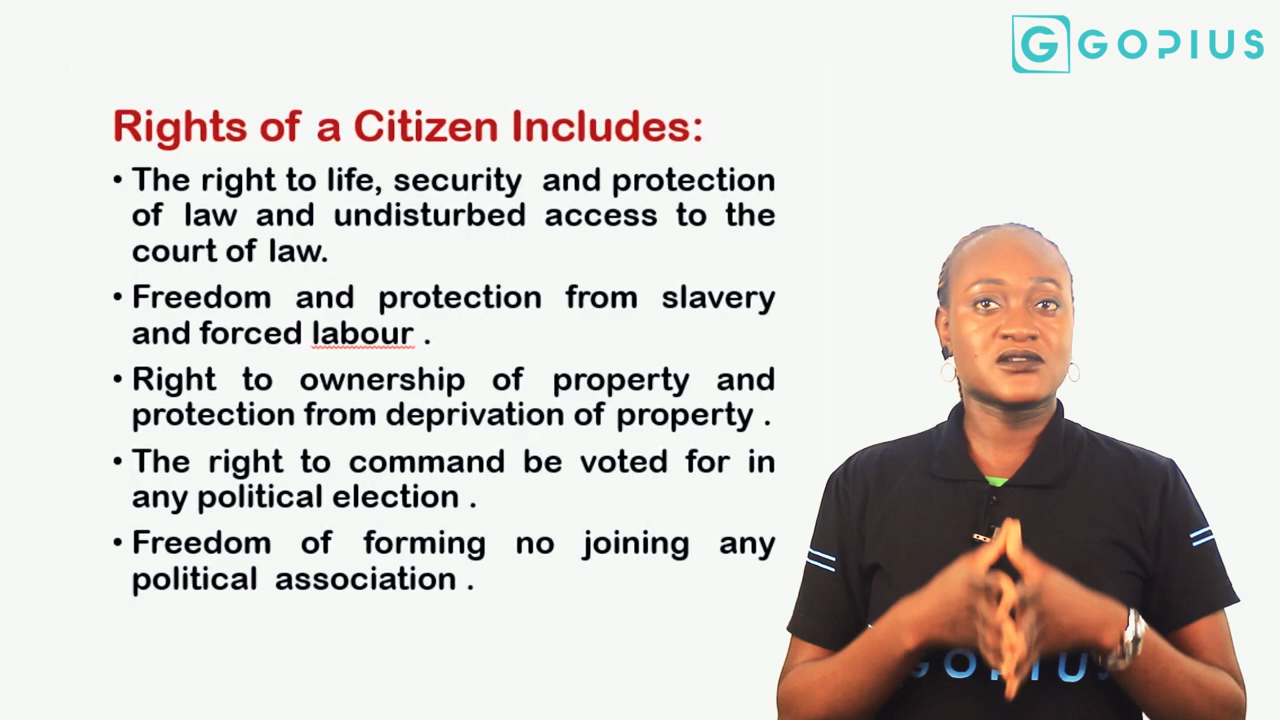 G GOPIUS
Rights of a Citizen Includes:
• The right to life, security and protection
of law and undisturbed access to the
court of law.
• Freedom and protection from slavery
and forced labour .
• Right to ownership of property and
protection from deprivation of property .
• The right to command be voted for in
any political election .
• Freedom of forming no joining any
political association .
GOPIUS